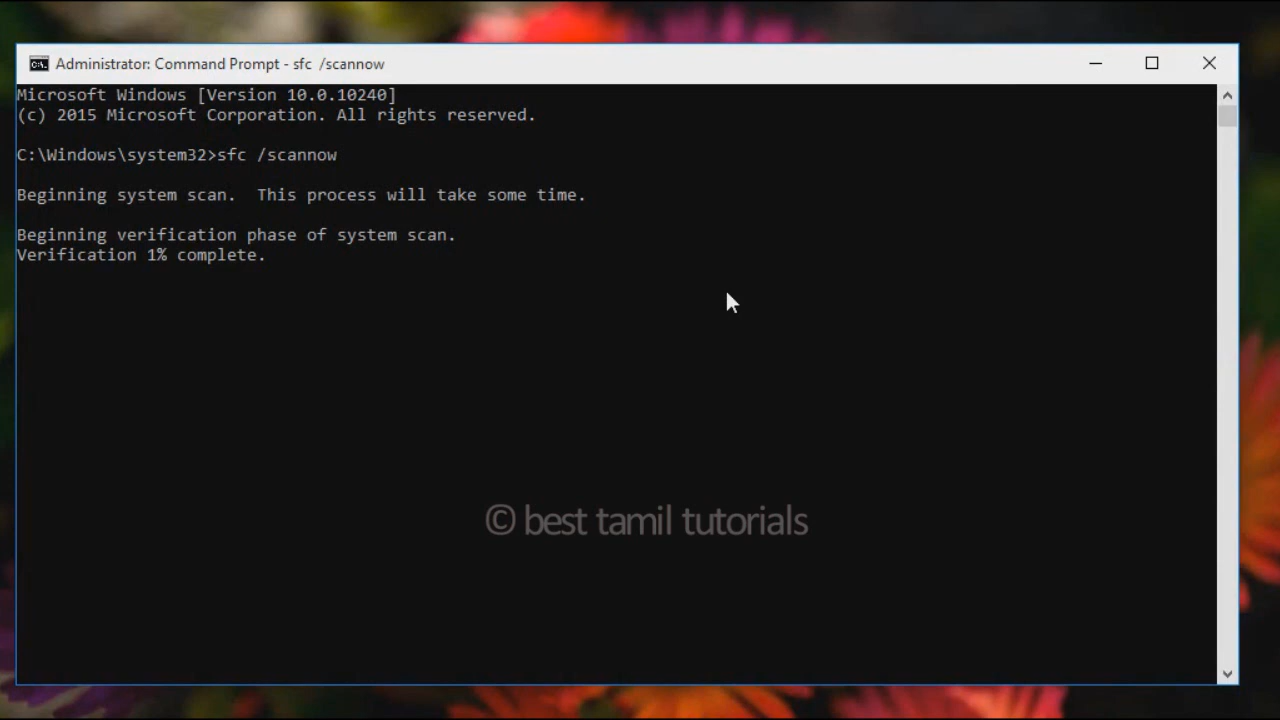 Administrator: Command Prompt - sfc  /scannow
Microsoft Windows [Version 10.0.10240]
(c) 2015 Microsoft Corporation. All rights reserved.
C:\Windows\system32>sfc /scannow
Beginning system scan.  This process will take some time.
Beginning verification phase of system scan.
Verification 1% complete.
© best tamil tutorials